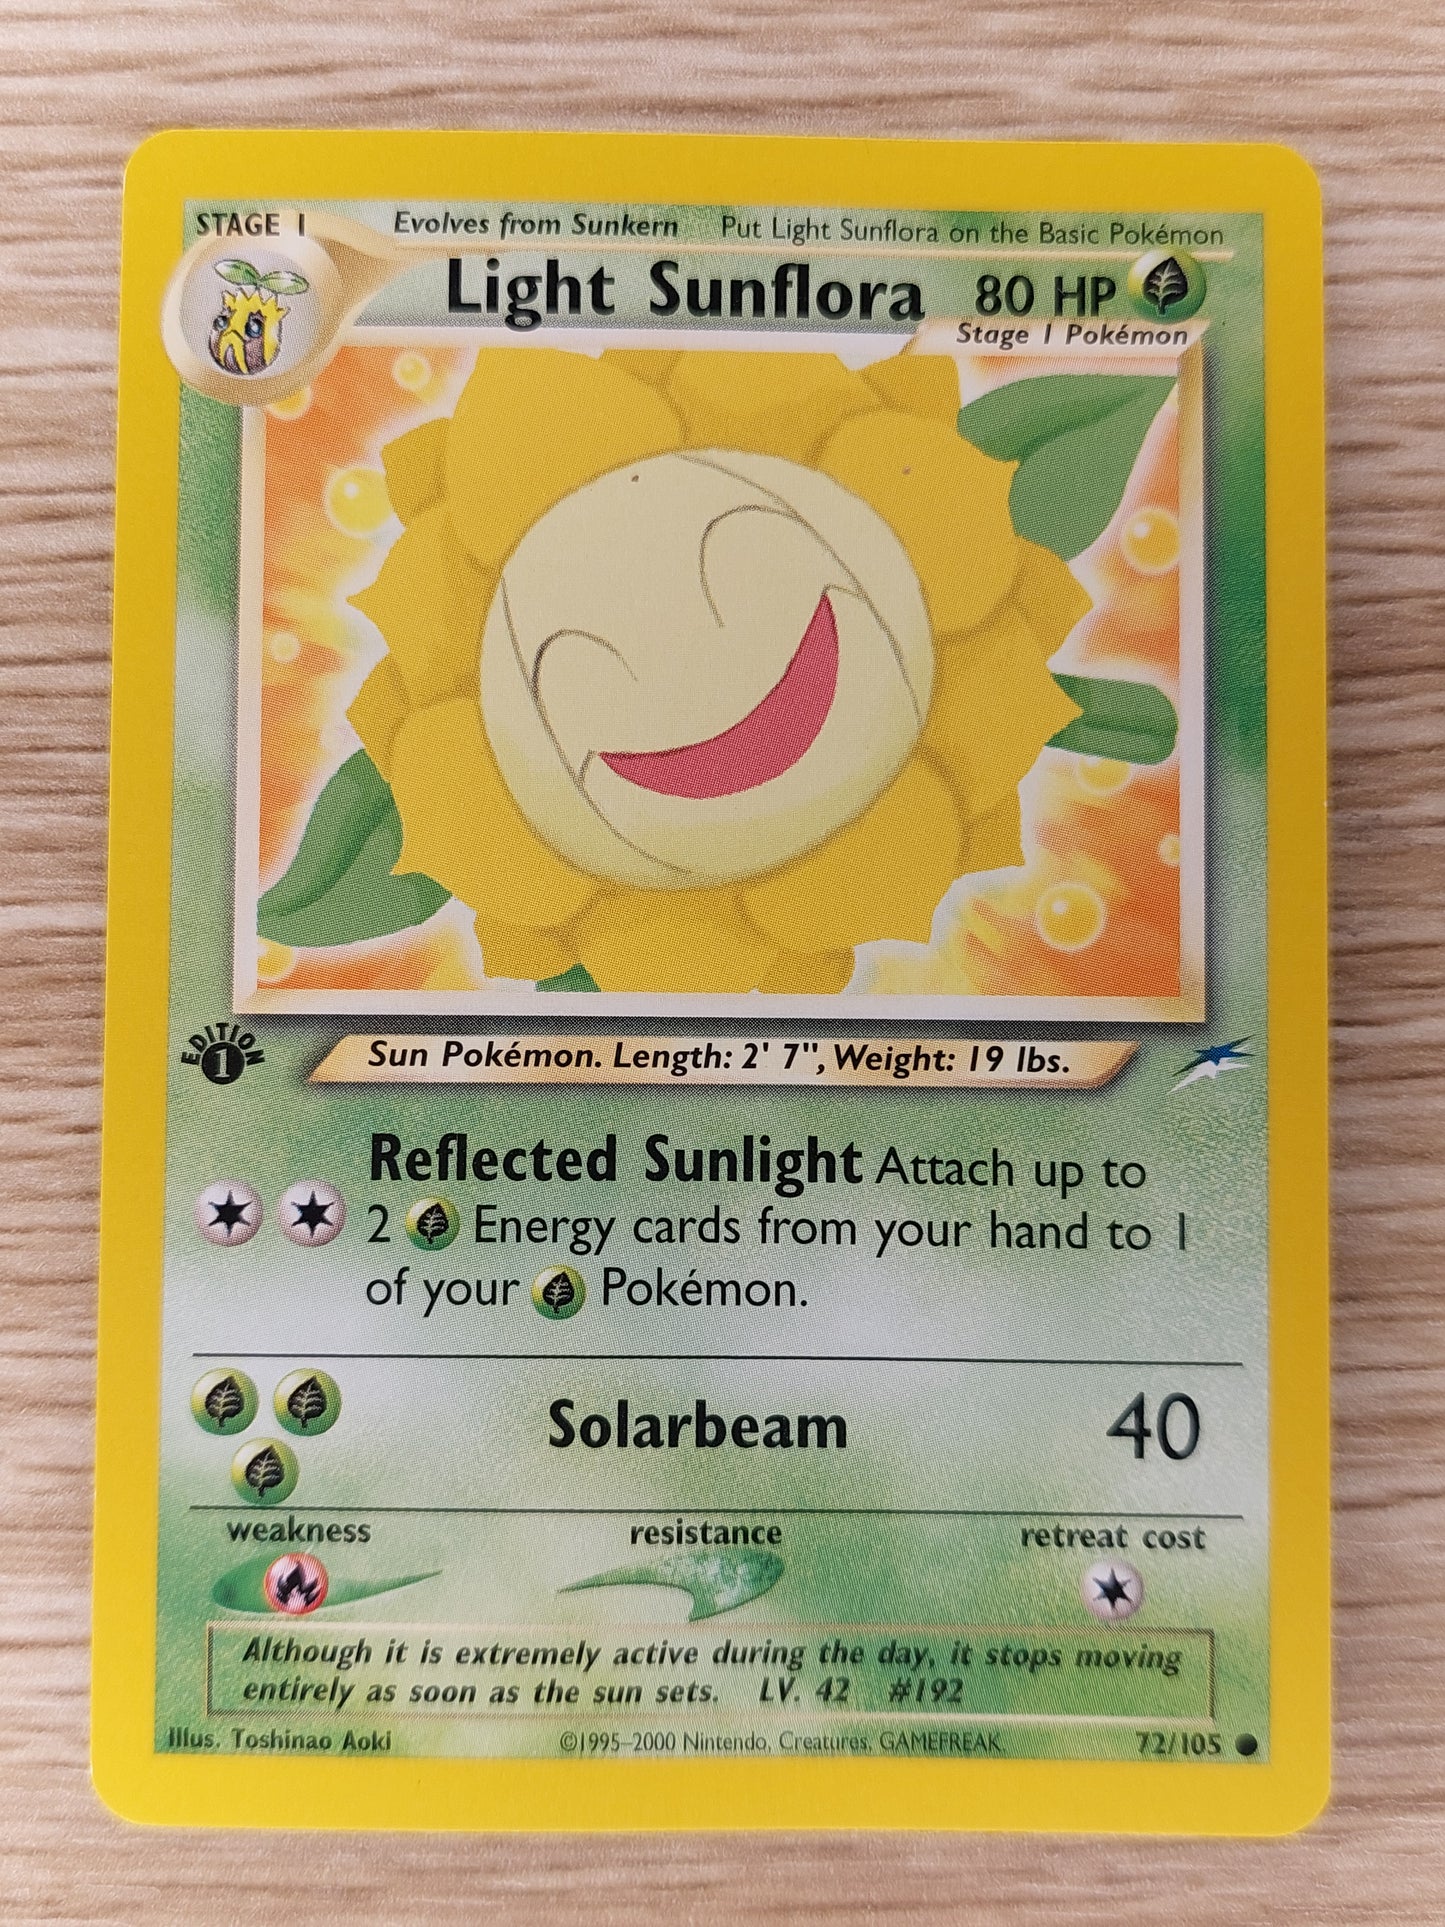 STAGE 1 Evolves from Sunkern Put Light Sunflora on the Basic Pokémon
Light Sunflora 80 HP
Stage 1 Pokémon
EDITION
1
Sun Pokémon. Length: 2' 7", Weight: 19 lbs.
Reflected Sunlight Attach up to
2 Energy cards from your hand to 1
of your Pokémon.
Solarbeam 40
weakness resistance retreat cost
Although it is extremely active during the day, it stops moving
entirely as soon as the sun sets. LV. 42 #192
Illus. Toshinao Aoki ©1995–2000 Nintendo, Creatures, GAMEFREAK. 72/105